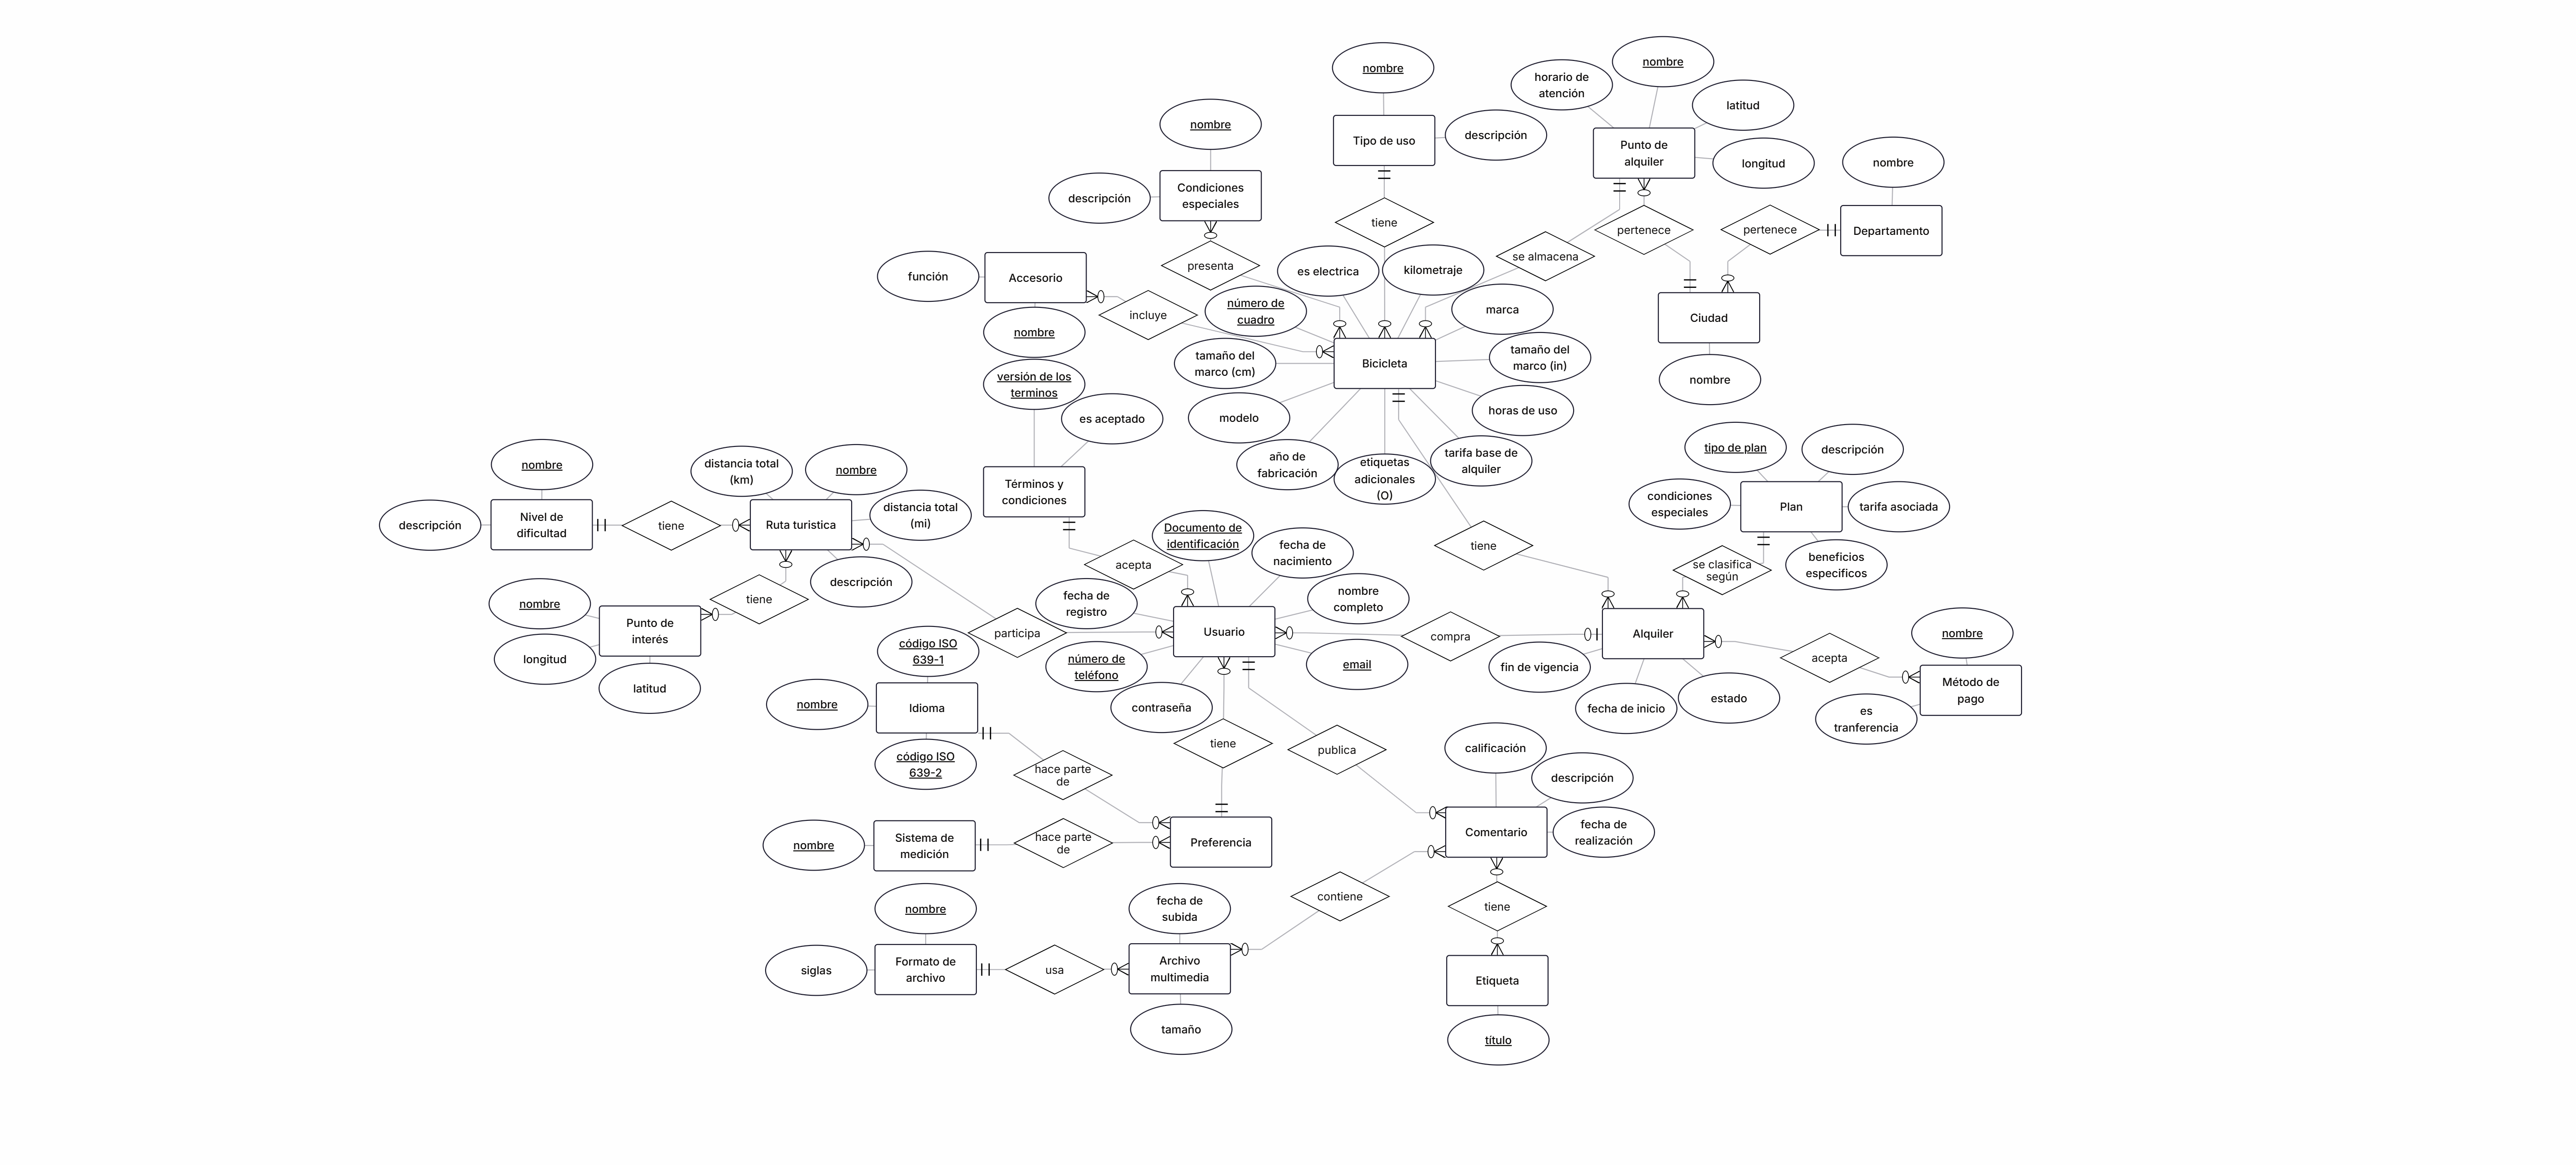 nombre
horario de
atención
nombre
latitud
nombre
Tipo de uso
descripción
Punto de
alquiler
longitud
nombre
descripción
Condiciones
especiales
tiene
pertenece
pertenece
Departamento
se almacena
función
Accesorio
presenta
es electrica
kilometraje
incluye
número de
cuadro
marca
Ciudad
nombre
tamaño del
marco (cm)
Bicicleta
tamaño del
marco (in)
nombre
versión de los
terminos
es aceptado
modelo
horas de uso
año de
fabricación
etiquetas
adicionales
(O)
tarifa base de
alquiler
tipo de plan
descripción
nombre
distancia total
(km)
nombre
Términos y
condiciones
condiciones
especiales
Plan
tarifa asociada
descripción
Nivel de
dificultad
tiene
Ruta turistica
distancia total
(mi)
Documento de
identificación
fecha de
nacimiento
tiene
se clasifica
según
beneficios
especificos
acepta
descripción
nombre
tiene
fecha de
registro
nombre
completo
Punto de
interés
participa
Usuario
compra
Alquiler
nombre
longitud
código ISO
639-1
número de
teléfono
email
fin de vigencia
acepta
latitud
nombre
Idioma
contraseña
fecha de inicio
estado
Método de
pago
es
tranferencia
código ISO
639-2
tiene
publica
calificación
hace parte
de
descripción
nombre
Sistema de
medición
hace parte
de
Preferencia
Comentario
fecha de
realización
nombre
fecha de
subida
contiene
tiene
siglas
Formato de
archivo
usa
Archivo
multimedia
Etiqueta
tamaño
título